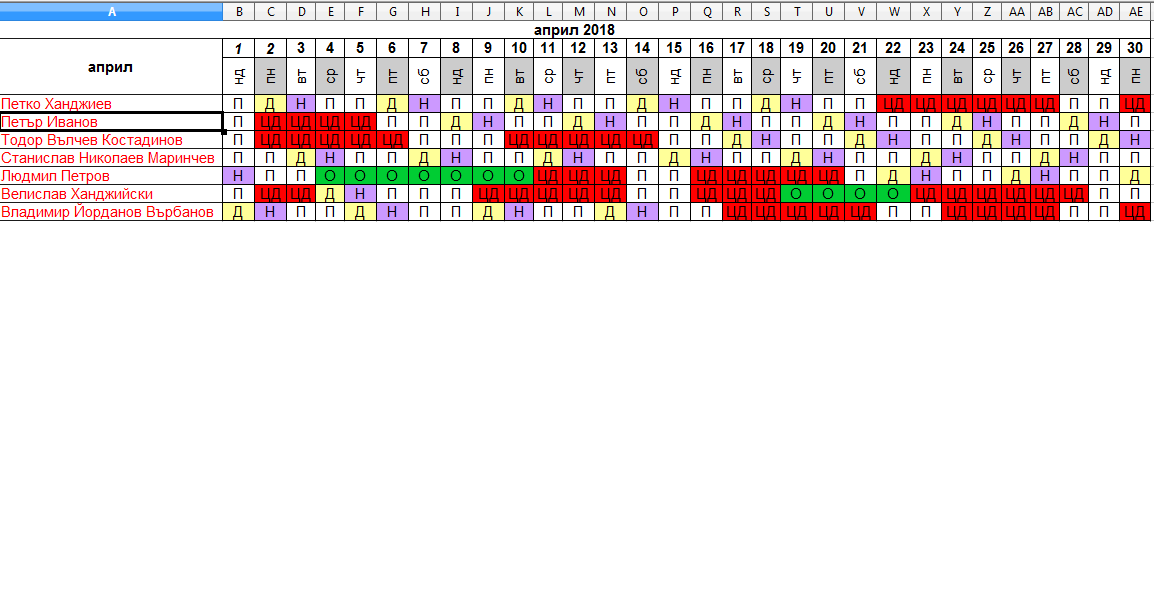 A B C D E F G H I J K L M N O P Q R S T U V W X Y Z AA AB AC AD AE
април 2018
април 1 2 3 4 5 6 7 8 9 10 11 12 13 14 15 16 17 18 19 20 21 22 23 24 25 26 27 28 29 30
нд пн вт ср чт пт сб нд пн вт ср чт пт сб нд пн вт ср чт пт сб нд пн вт ср чт пт сб нд пн
Петко Ханджиев П Д Н П П Д Н П П Д Н П П Д Н П П Д Н П П ЦД ЦД ЦД ЦД ЦД ЦД П П ЦД
Петър Иванов П ЦД ЦД ЦД ЦД П П Д Н П П Д Н П П Д Н П П Д Н П П Д Н П П Д Н П
Тодор Вълчев Костадинов П ЦД ЦД ЦД ЦД ЦД П П П ЦД ЦД ЦД ЦД ЦД П П Д Н П П Д Н П П Д Н П П Д Н
Станислав Николаев Маринчев П П Д Н П П Д Н П П Д Н П П Д Н П П Д Н П П Д Н П П Д Н П П
Людмил Петров Н П П О О О О О О О ЦД ЦД ЦД П П ЦД ЦД ЦД ЦД ЦД П Д Н П П Д Н П П Д
Велислав Ханджийски П ЦД ЦД Д Н П П П ЦД ЦД ЦД ЦД ЦД П П ЦД ЦД ЦД О О О О ЦД ЦД ЦД ЦД ЦД ЦД П П
Владимир Йорданов Върбанов Д Н П П Д Н П П Д Н П П Д Н П П ЦД ЦД ЦД ЦД ЦД П П ЦД ЦД ЦД ЦД П П ЦД